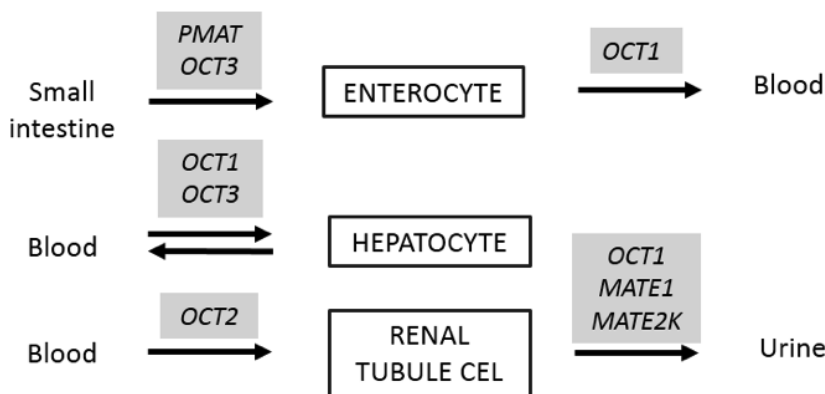 PMAT
OCT3
Small
intestine
ENTEROCYTE
OCT1
Blood
OCT1
OCT3
Blood
HEPATOCYTE
OCT2
Blood
RENAL
TUBULE CEL
OCT1
MATE1
MATE2K
Urine